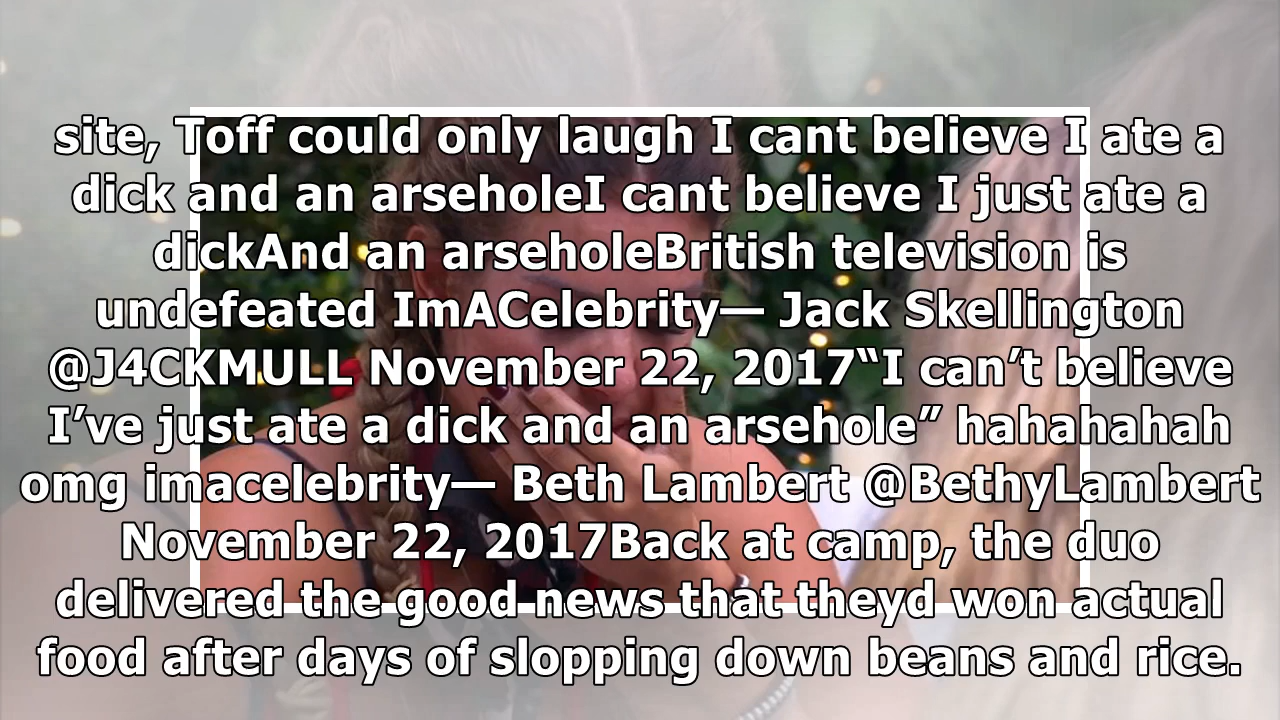 site, Toff could only laugh I cant believe I ate a
dick and an arseholeI cant believe I just ate a
dickAnd an arseholeBritish television is
undefeated ImACelebrity— Jack Skellington
@J4CKMULL November 22, 2017“I can’t believe
I’ve just ate a dick and an arsehole” hahahahah
omg imacelebrity— Beth Lambert @BethyLambert
November 22, 2017Back at camp, the duo
delivered the good news that theyd won actual
food after days of slopping down beans and rice.